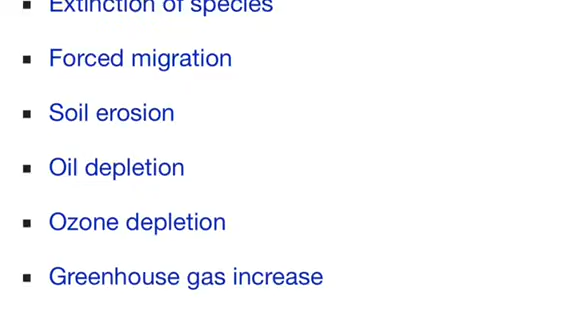 Extinction of species
Forced migration
Soil erosion
Oil depletion
Ozone depletion
Greenhouse gas increase